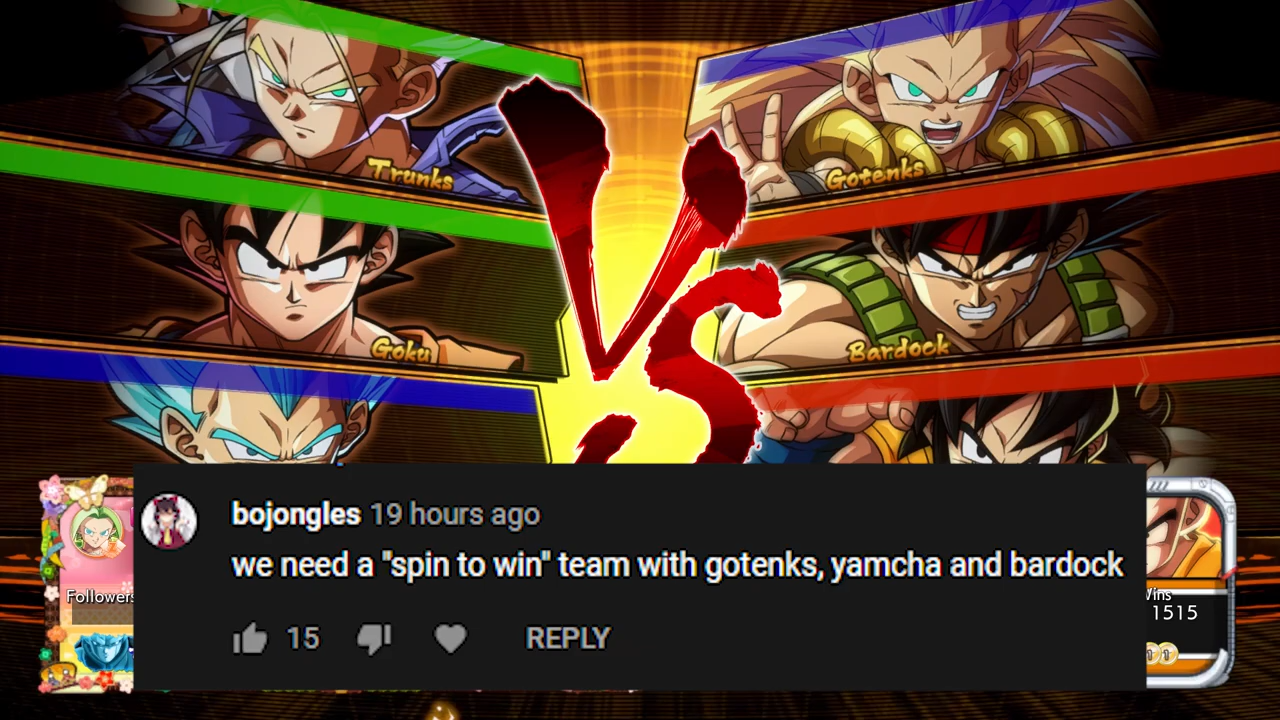 Trunks
Gotenks
VS
Goku
Bardock
bojongles 19 hours ago
we need a "spin to win" team with gotenks, yamcha and bardock
15
REPLY
Followers
Wins
1515